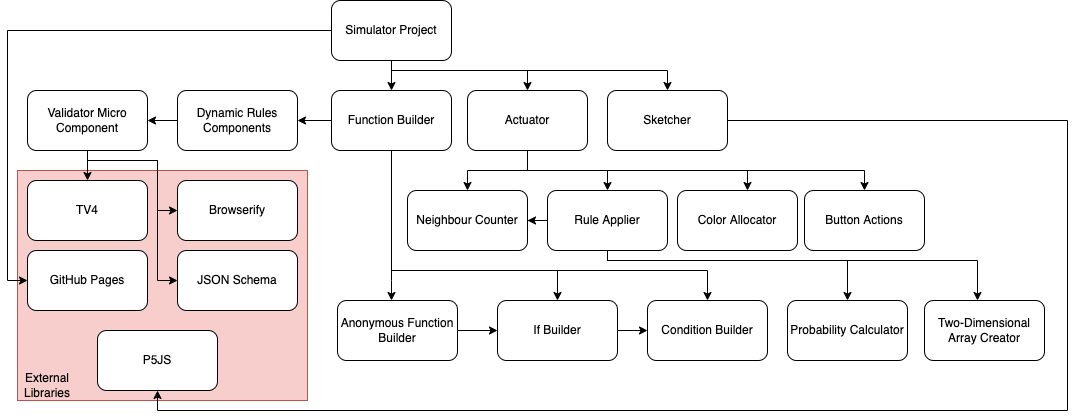 Simulator Project
Validator Micro
Component
Dynamic Rules
Components
Function Builder
Actuator
Sketcher
TV4
Browserify
Neighbour Counter
Rule Applier
Color Allocator
Button Actions
GitHub Pages
JSON Schema
Anonymous Function
Builder
If Builder
Condition Builder
Probability Calculator
Two-Dimensional
Array Creator
P5JS
External
Libraries